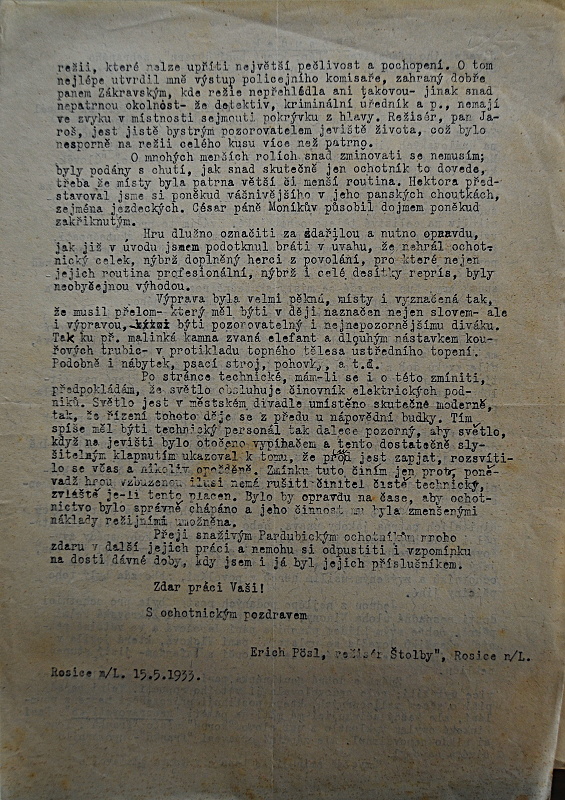 režii, které nelze upříti největší pečlivost a pochopení. O tom
nejlépe utvrdil mně výstup policejního komisaře, zahraný dobře
panem Zákravským, kde režie nepřehlédla ani takovou- jinak snad
nepatrnou okolnost- že detektiv, kriminální úředník a p., nemají
ve zvyku v místnosti sejmouti pokrývku z hlavy. Režisér, pan Ja-
roš, jest jistě bystrým pozorovatelem jeviště života, což bylo
nesporně na režii celého kusu více než patrno.
O mnohých menších rolích snad zminovati se nemusím;
byly podány s chutí, jak snad skutečně jen ochotník to dovede,
třeba že místy byla patrna větší či menší routina. Hektora před-
stavoval jsme si poněkud vášnivějšího v jeho panských choutkách,
zejména jezdeckých. César páně Moníkův působil dojmem poněkud
zakřiknutým.
Hru dlužno označiti za zdařilou a nutno opravdu,
jak již v úvodu jsem podotknul bráti v úvahu, že nehrál ochot-
nický celek, nýbrž doplněný herci z povolání, pro které nejen
jejich routina profesionální, nýbrž i celé desítky repris, byly
neobyčejnou výhodou.
Výprava byla velmi pěknú, místy i vyznačená tak,
že musil přelom- který měl býti v ději naznačen nejen slovem- ale
i výpravou, býti pozorovatelný i nejnepozornějšímu diváku.
Tak ku př. malinká kamna zvaná elefant a dlouhým nástavkem kou-
řových trubic- v protikladu topného tělesa ustředního topení.
Podobně i nábytek, psací stroj, pohovky, a t.d.
Po stránce technické, mám-li se i o této zmíniti,
předpokládám, že světlo obsluhuje činovník elektrických pod-
niků. Světlo jest v městském divadle umístěno skutečně moderně,
tak, že řízení tohoto děje se z předu u nápovědní budky. Tím
spíše měl býti technický personál tak dalece pozorný, aby světlo,
když na jevišti bylo otočeno vypínačem a tento dostatečně sly-
šitelným klapnutím ukazoval k tomu, že jest zapjat, rozsvíti-
lo se včas a nikoliv opožděně. Zmínku tuto činím jen proto, poně-
vadž hrou vzbuzenou ilusi nemá rušiti činitel čistě technický,
zvláště je-li tento placen. Bylo by opravdu na čase, aby ochot-
nictvo bylo správně chápáno a jeho činnost mu byla zmenšenými
náklady režijními umožněna.
Přeji snaživým Pardubickým ochotníkům mnoho
zdaru v další jejich práci a nemohu si odpustiti i vzpomínku
na dosti dávné doby, kdy jsem i já byl jejich příslušníkem.
Zdar práci Vaši!
S ochotnickým pozdravem
Erich Pösl, režisér Štolby", Rosice n/L.
Rosice n/L. 15.5.1933.